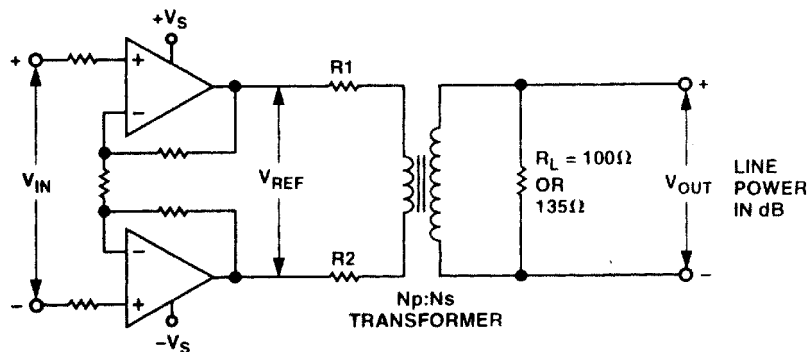 +VS
+
VIN
-
+
-
-
+
-VS
VREF
R1
R2
Np:Ns
TRANSFORMER
RL = 100Ω
OR
135Ω
+
VOUT
-
LINE
POWER
IN dB